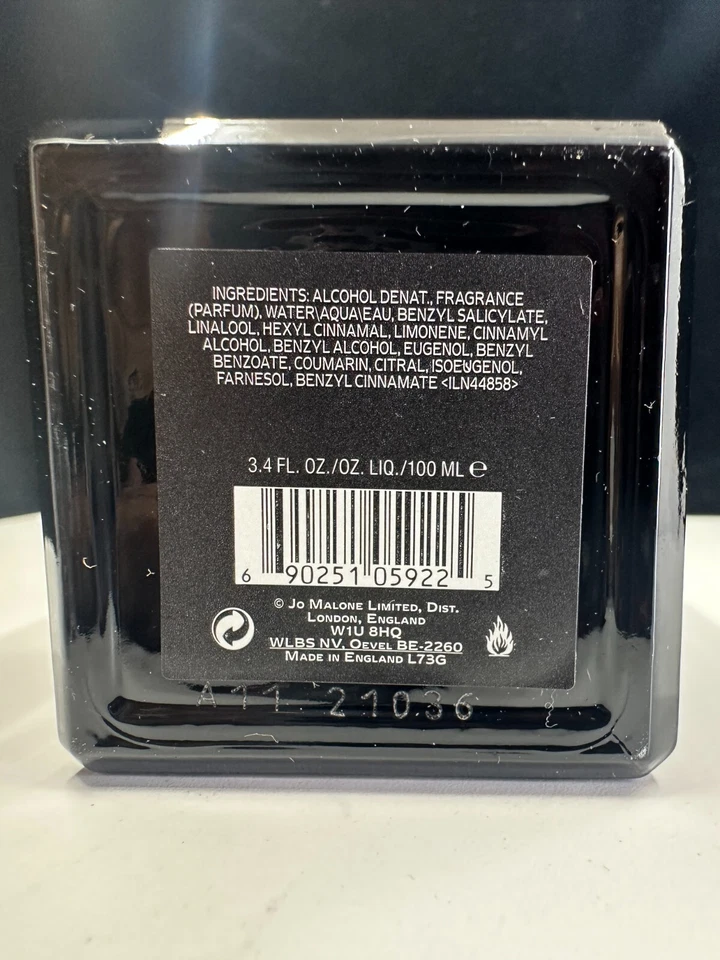 INGREDIENTS: ALCOHOL DENAT., FRAGRANCE
(PARFUM), WATER\AQUA\EAU, BENZYL SALICYLATE,
LINALOOL, HEXYL CINNAMAL, LIMONENE, CINNAMYL
ALCOHOL, BENZYL ALCOHOL, EUGENOL, BENZYL
BENZOATE, COUMARIN, CITRAL, ISOEUGENOL,
FARNESOL, BENZYL CINNAMATE <ILN44858>
3.4 FL. OZ./OZ. LIQ./100 ML ℮
6 90251 05922 5
© JO MALONE LIMITED, DIST.
LONDON, ENGLAND
W1U 8HQ
WLBS NV, OEVEL BE-2260
MADE IN ENGLAND L73G
A11 21036